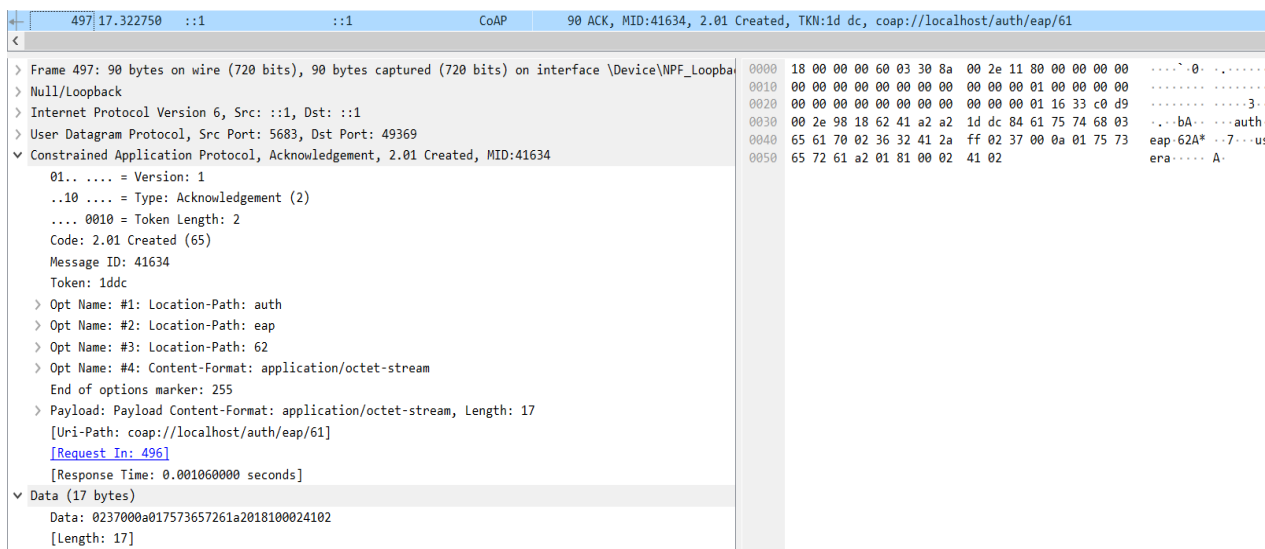 497 17.322750 ::1 ::1 CoAP 90 ACK, MID:41634, 2.01 Created, TKN:1d dc, coap://localhost/auth/eap/61
Frame 497: 90 bytes on wire (720 bits), 90 bytes captured (720 bits) on interface \Device\NPF_Loopba
Null/Loopback
Internet Protocol Version 6, Src: ::1, Dst: ::1
User Datagram Protocol, Src Port: 5683, Dst Port: 49369
Constrained Application Protocol, Acknowledgement, 2.01 Created, MID:41634
01.. .... = Version: 1
..10 .... = Type: Acknowledgement (2)
.... 0010 = Token Length: 2
Code: 2.01 Created (65)
Message ID: 41634
Token: 1ddc
Opt Name: #1: Location-Path: auth
Opt Name: #2: Location-Path: eap
Opt Name: #3: Location-Path: 62
Opt Name: #4: Content-Format: application/octet-stream
End of options marker: 255
Payload: Payload Content-Format: application/octet-stream, Length: 17
[Uri-Path: coap://localhost/auth/eap/61]
[Request In: 496]
[Response Time: 0.001060000 seconds]
Data (17 bytes)
Data: 0237000a017573657261a2018100024102
[Length: 17]
0000 18 00 00 00 60 03 30 8a 00 2e 11 80 00 00 00 00 ····`·0· ·.······
0010 00 00 00 00 00 00 00 00 00 00 00 01 00 00 00 00 ········ ········
0020 00 00 00 00 00 00 00 00 00 00 00 01 16 33 c0 d9 ········ ·····3··
0030 00 2e 98 18 62 41 a2 a2 1d dc 84 61 75 74 68 03 ·.··bA·· ···auth·
0040 65 61 70 02 36 32 41 2a ff 02 37 00 0a 01 75 73 eap·62A* ··7···us
0050 65 72 61 a2 01 81 00 02 41 02 era····· A·